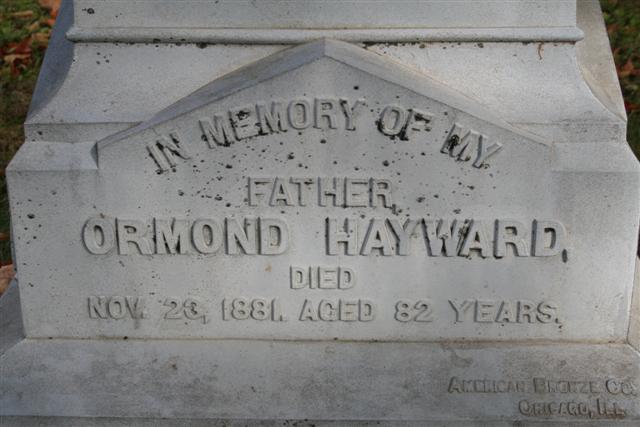 IN MEMORY OF MY
FATHER,
ORMOND HAYWARD.
DIED
NOV. 23, 1881. AGED 82 YEARS.
AMERICAN BRONZE CO.
CHICAGO, ILL.